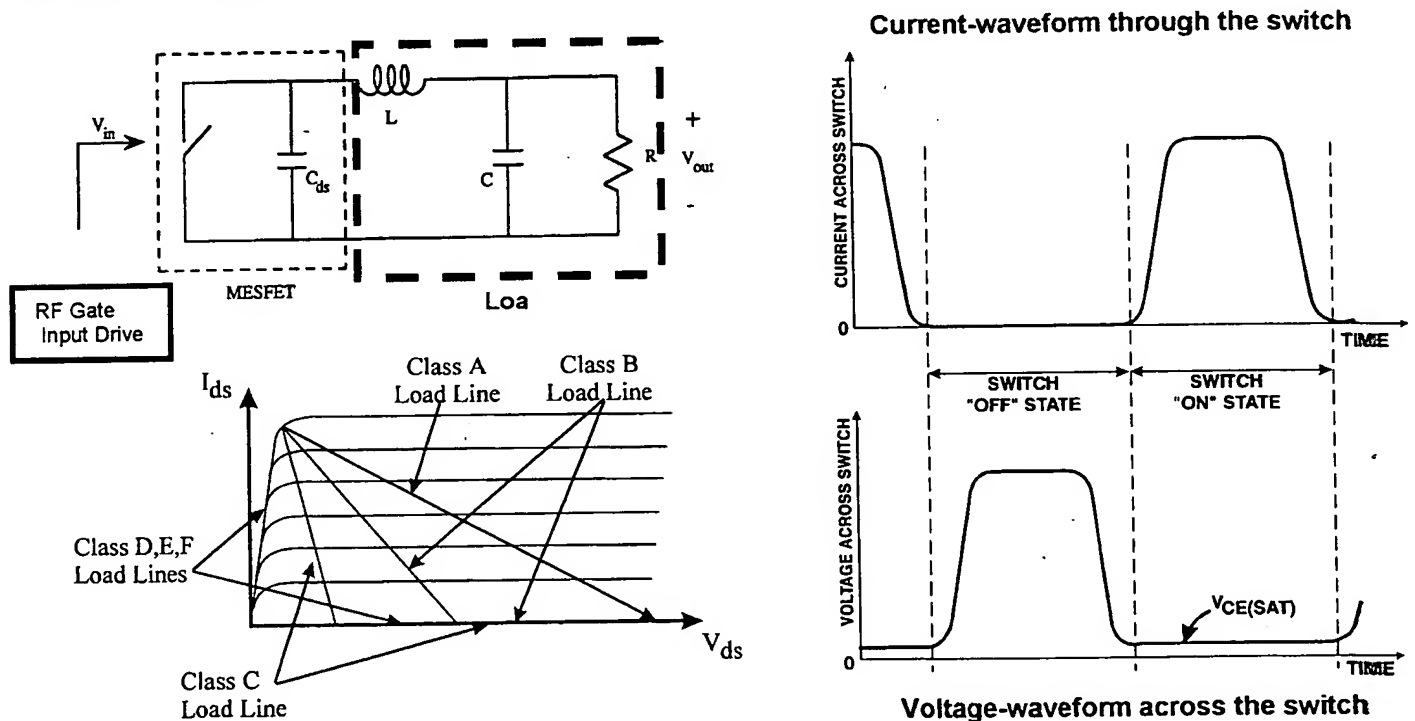 V_in
C_ds
L
C
R
+
V_out
-
MESFET
Loa
RF Gate
Input Drive
I_ds
Class A
Load Line
Class B
Load Line
Class D,E,F
Load Lines
Class C
Load Line
V_ds
Current-waveform through the switch
CURRENT ACROSS SWITCH
0
TIME
SWITCH
"OFF" STATE
SWITCH
"ON" STATE
VOLTAGE ACROSS SWITCH
V_CE(SAT)
0
TIME
Voltage-waveform across the switch